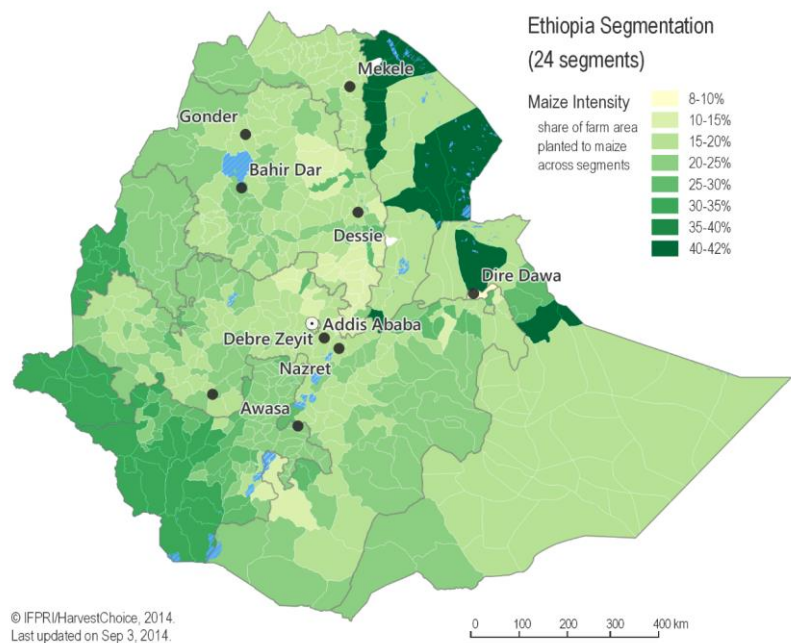 Ethiopia Segmentation
(24 segments)
Maize Intensity
share of farm area
planted to maize
across segments
8-10%
10-15%
15-20%
20-25%
25-30%
30-35%
35-40%
40-42%
Mekele
Gonder
Bahir Dar
Dessie
Dire Dawa
Addis Ababa
Debre Zeyit
Nazret
Awasa
© IFPRI/HarvestChoice, 2014.
Last updated on Sep 3, 2014.
0 100 200 400 km